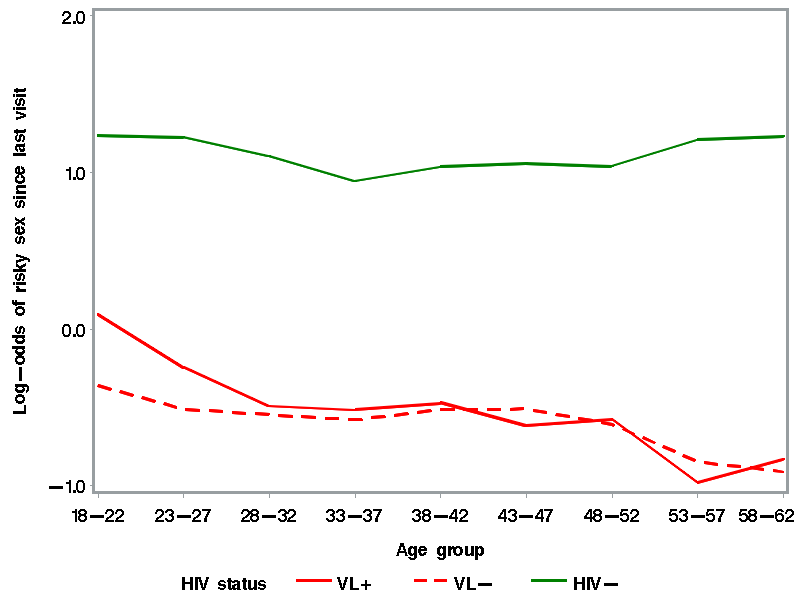 Log—odds of risky sex since last visit
2.0
1.0
0.0
—1.0
18—22 23—27 28—32 33—37 38—42 43—47 48—52 53—57 58—62
Age group
HIV status VL+ VL— HIV—